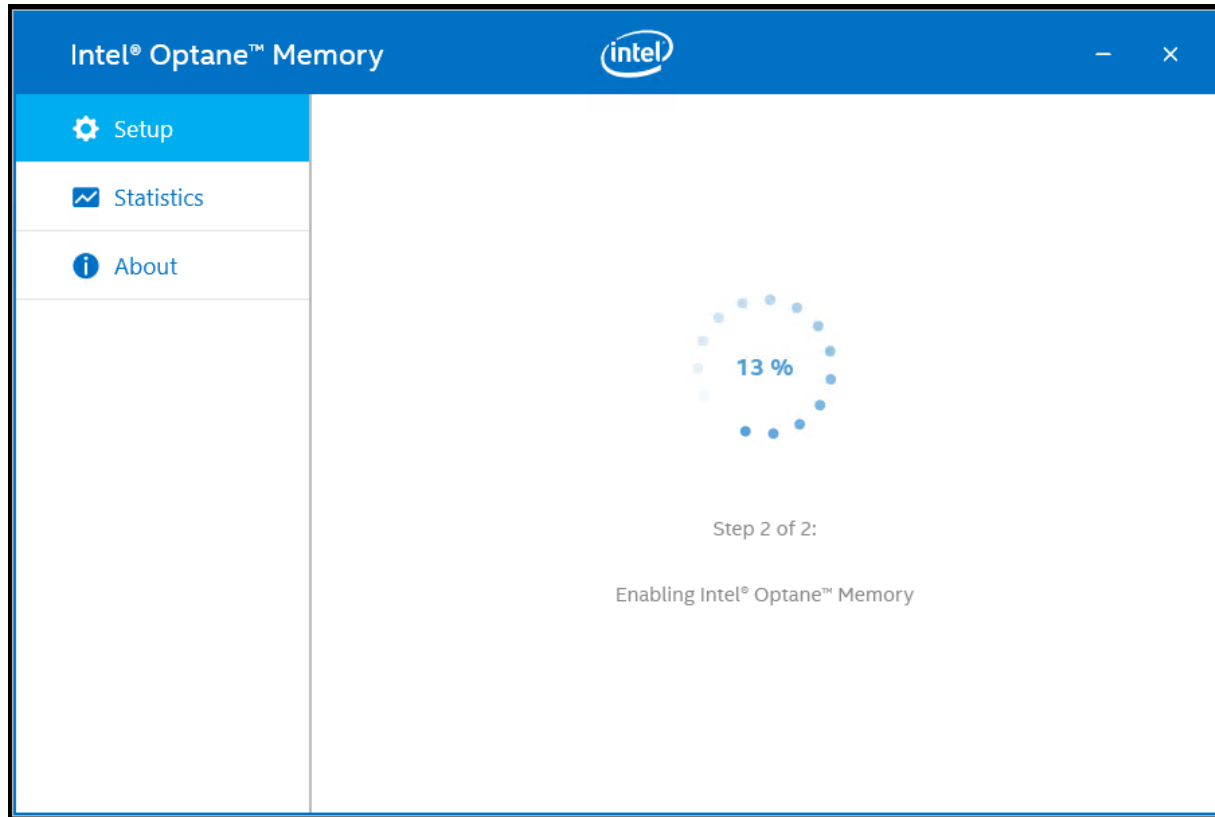 Intel® Optane™ Memory
intel
Setup
Statistics
About
13 %
Step 2 of 2:
Enabling Intel® Optane™ Memory